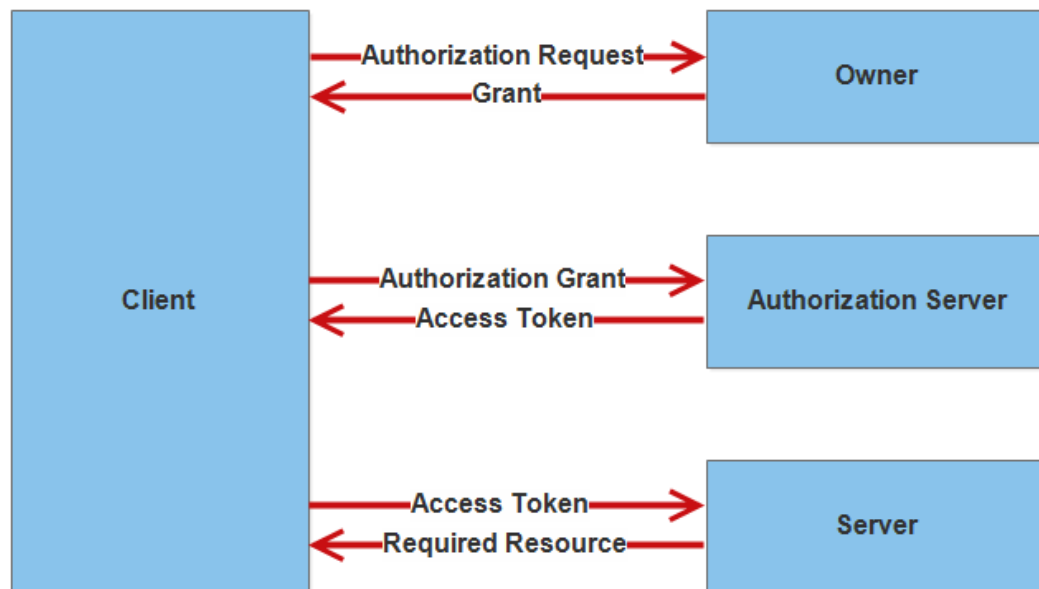 Authorization Request
Grant
Owner
Client
Authorization Grant
Access Token
Authorization Server
Access Token
Required Resource
Server